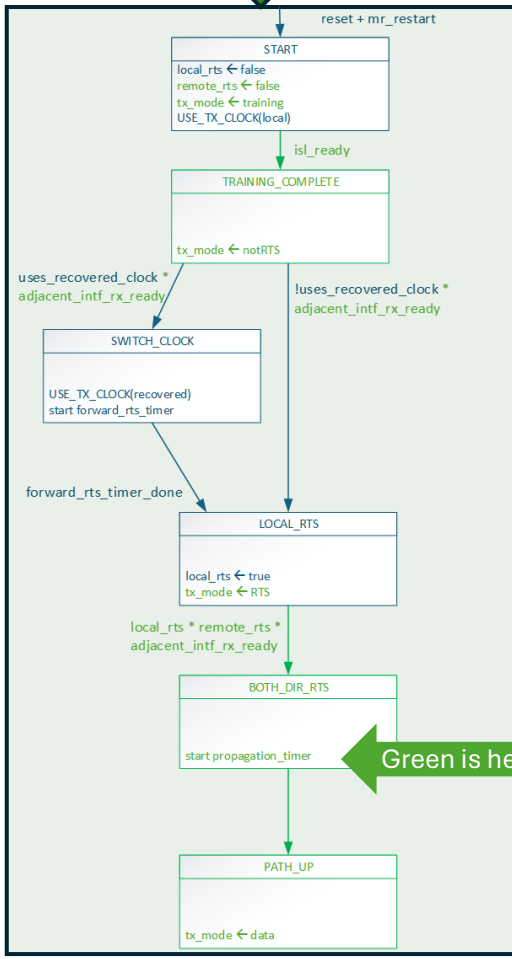 reset + mr_restart
START
local_rts ← false
remote_rts ← false
tx_mode ← training
USE_TX_CLOCK(local)
isl_ready
TRAINING_COMPLETE
tx_mode ← notRTS
uses_recovered_clock *
adjacent_intf_rx_ready
!uses_recovered_clock *
adjacent_intf_rx_ready
SWITCH_CLOCK
USE_TX_CLOCK(recovered)
start forward_rts_timer
forward_rts_timer_done
LOCAL_RTS
local_rts ← true
tx_mode ← RTS
local_rts * remote_rts *
adjacent_intf_rx_ready
BOTH_DIR_RTS
start propagation_timer
Green is he
PATH_UP
tx_mode ← data